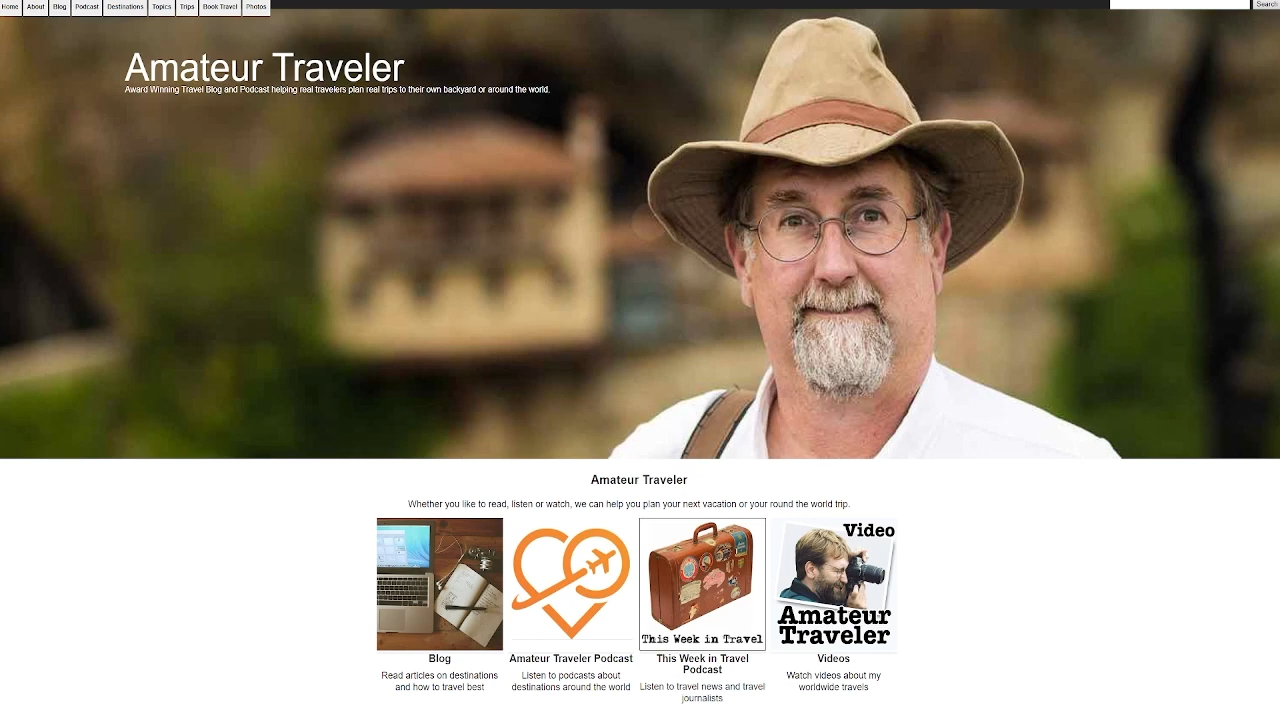 Home About Blog Podcast Destinations Topics Trips Book Travel Photos Search
Amateur Traveler
Award Winning Travel Blog and Podcast helping real travelers plan real trips to their own backyard or around the world.
Amateur Traveler
Whether you like to read, listen or watch, we can help you plan your next vacation or your round the world trip.
This Week in Travel
Video
Amateur
Traveler
Blog
Read articles on destinations
and how to travel best
Amateur Traveler Podcast
Listen to podcasts about
destinations around the world
This Week in Travel
Podcast
Listen to travel news and travel
journalists
Videos
Watch videos about my
worldwide travels